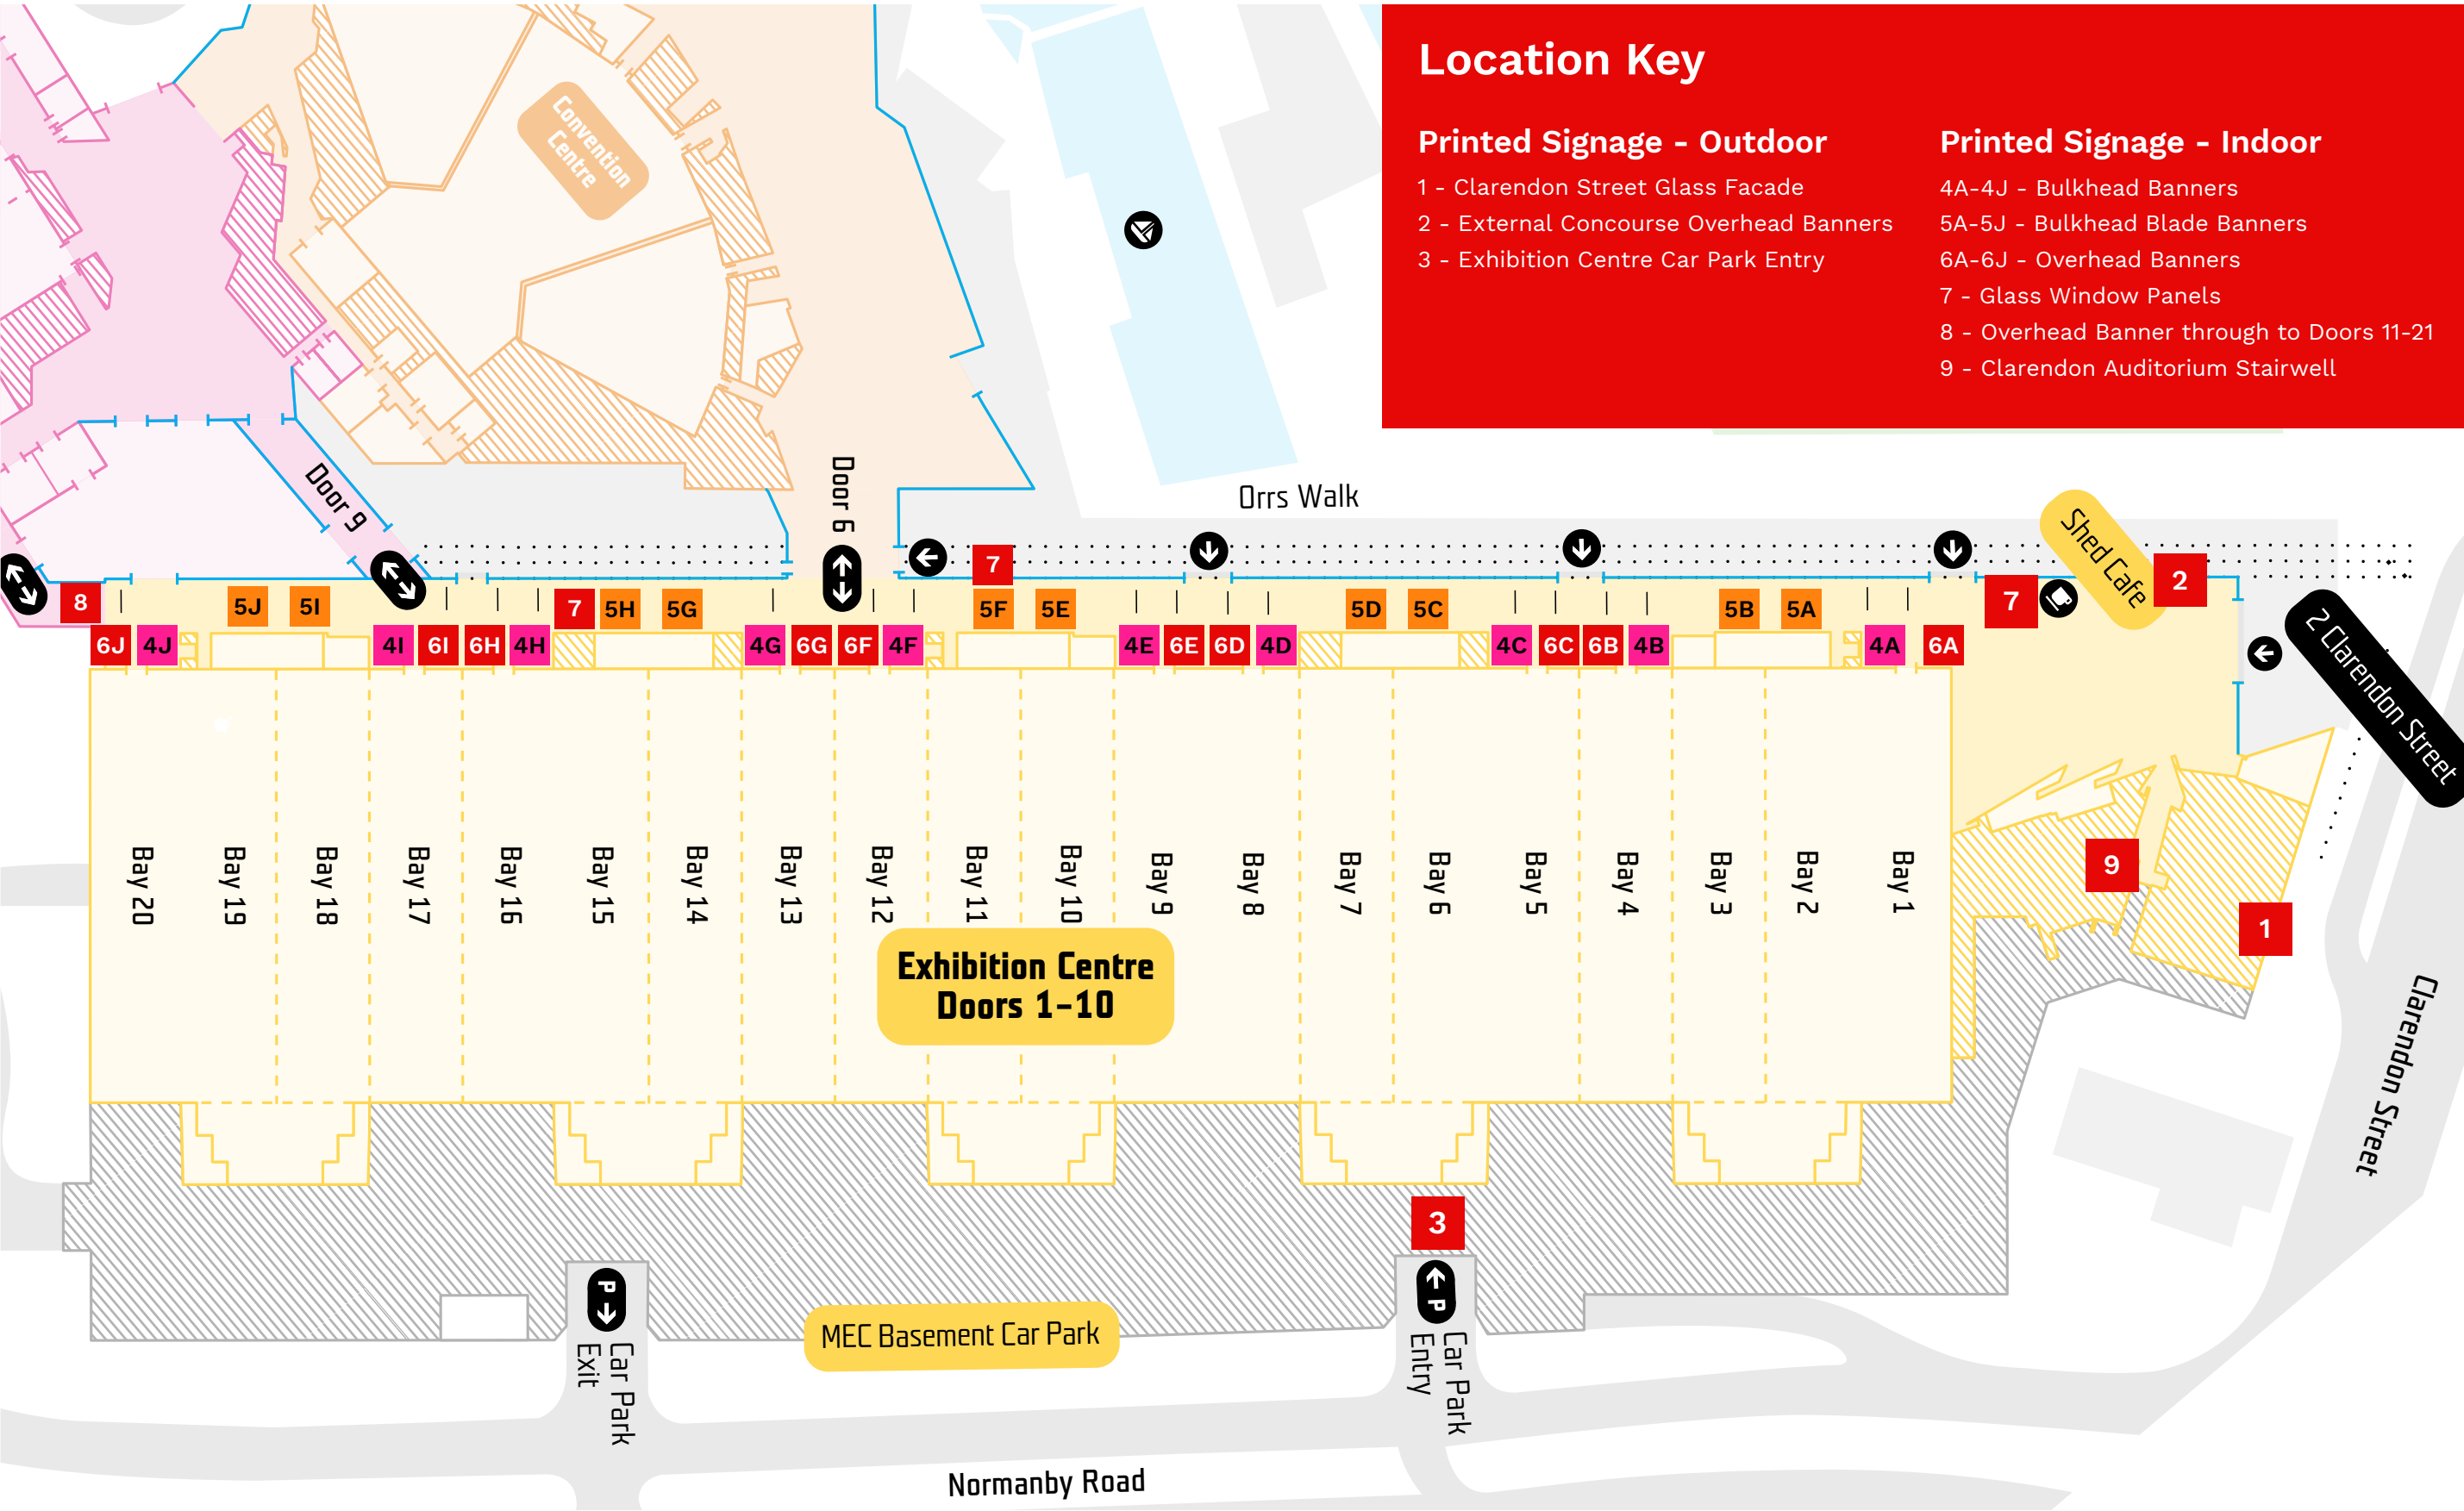 Location Key
Printed Signage - Outdoor
1 - Clarendon Street Glass Facade
2 - External Concourse Overhead Banners
3 - Exhibition Centre Car Park Entry
Printed Signage - Indoor
4A-4J - Bulkhead Banners
5A-5J - Bulkhead Blade Banners
6A-6J - Overhead Banners
7 - Glass Window Panels
8 - Overhead Banner through to Doors 11-21
9 - Clarendon Auditorium Stairwell
Convention
Centre
Door 9
Door 6
Orrs Walk
Shed Cafe
2 Clarendon Street
7
2
8
5J
5I
7
5H
5G
5F
5E
5D
5C
5B
5A
7
6J
4J
4I
6I
6H
4H
4G
6G
6F
4F
4E
6E
6D
4D
4C
6C
6B
4B
4A
6A
Bay 20
Bay 19
Bay 18
Bay 17
Bay 16
Bay 15
Bay 14
Bay 13
Bay 12
Bay 11
Bay 10
Bay 9
Bay 8
Bay 7
Bay 6
Bay 5
Bay 4
Bay 3
Bay 2
Bay 1
9
1
Exhibition Centre
Doors 1-10
Clarendon Street
3
P
P
MEC Basement Car Park
Car Park
Exit
Car Park
Entry
Normanby Road